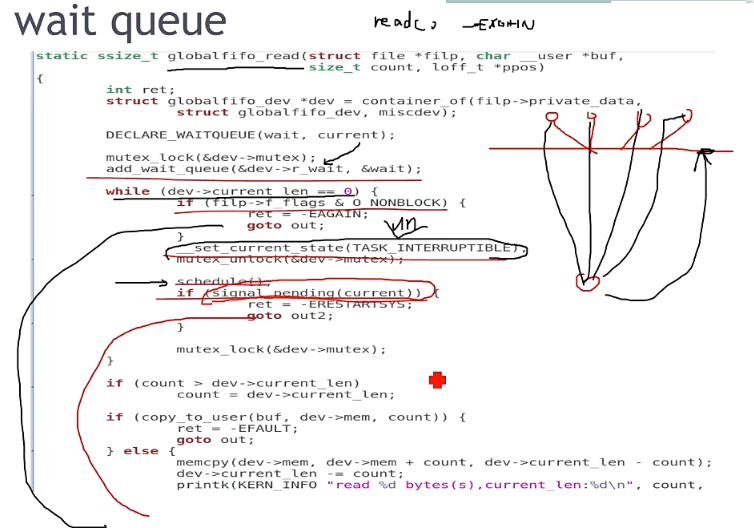 wait queue
static ssize_t globalfifo_read(struct file *filp, char __user *buf,
size_t count, loff_t *ppos)
{
int ret;
struct globalfifo_dev *dev = container_of(filp->private_data,
struct globalfifo_dev, miscdev);
DECLARE_WAITQUEUE(wait, current);
mutex_lock(&dev->mutex);
add_wait_queue(&dev->r_wait, &wait);
while (dev->current_len == 0) {
if (filp->f_flags & O_NONBLOCK) {
ret = -EAGAIN;
goto out;
}
__set_current_state(TASK_INTERRUPTIBLE);
mutex_unlock(&dev->mutex);
schedule();
if (signal_pending(current)) {
ret = -ERESTARTSYS;
goto out2;
}
mutex_lock(&dev->mutex);
}
if (count > dev->current_len)
count = dev->current_len;
if (copy_to_user(buf, dev->mem, count)) {
ret = -EFAULT;
goto out;
} else {
memcpy(dev->mem, dev->mem + count, dev->current_len - count);
dev->current_len -= count;
printk(KERN_INFO "read %d bytes(s),current_len:%d\n", count,